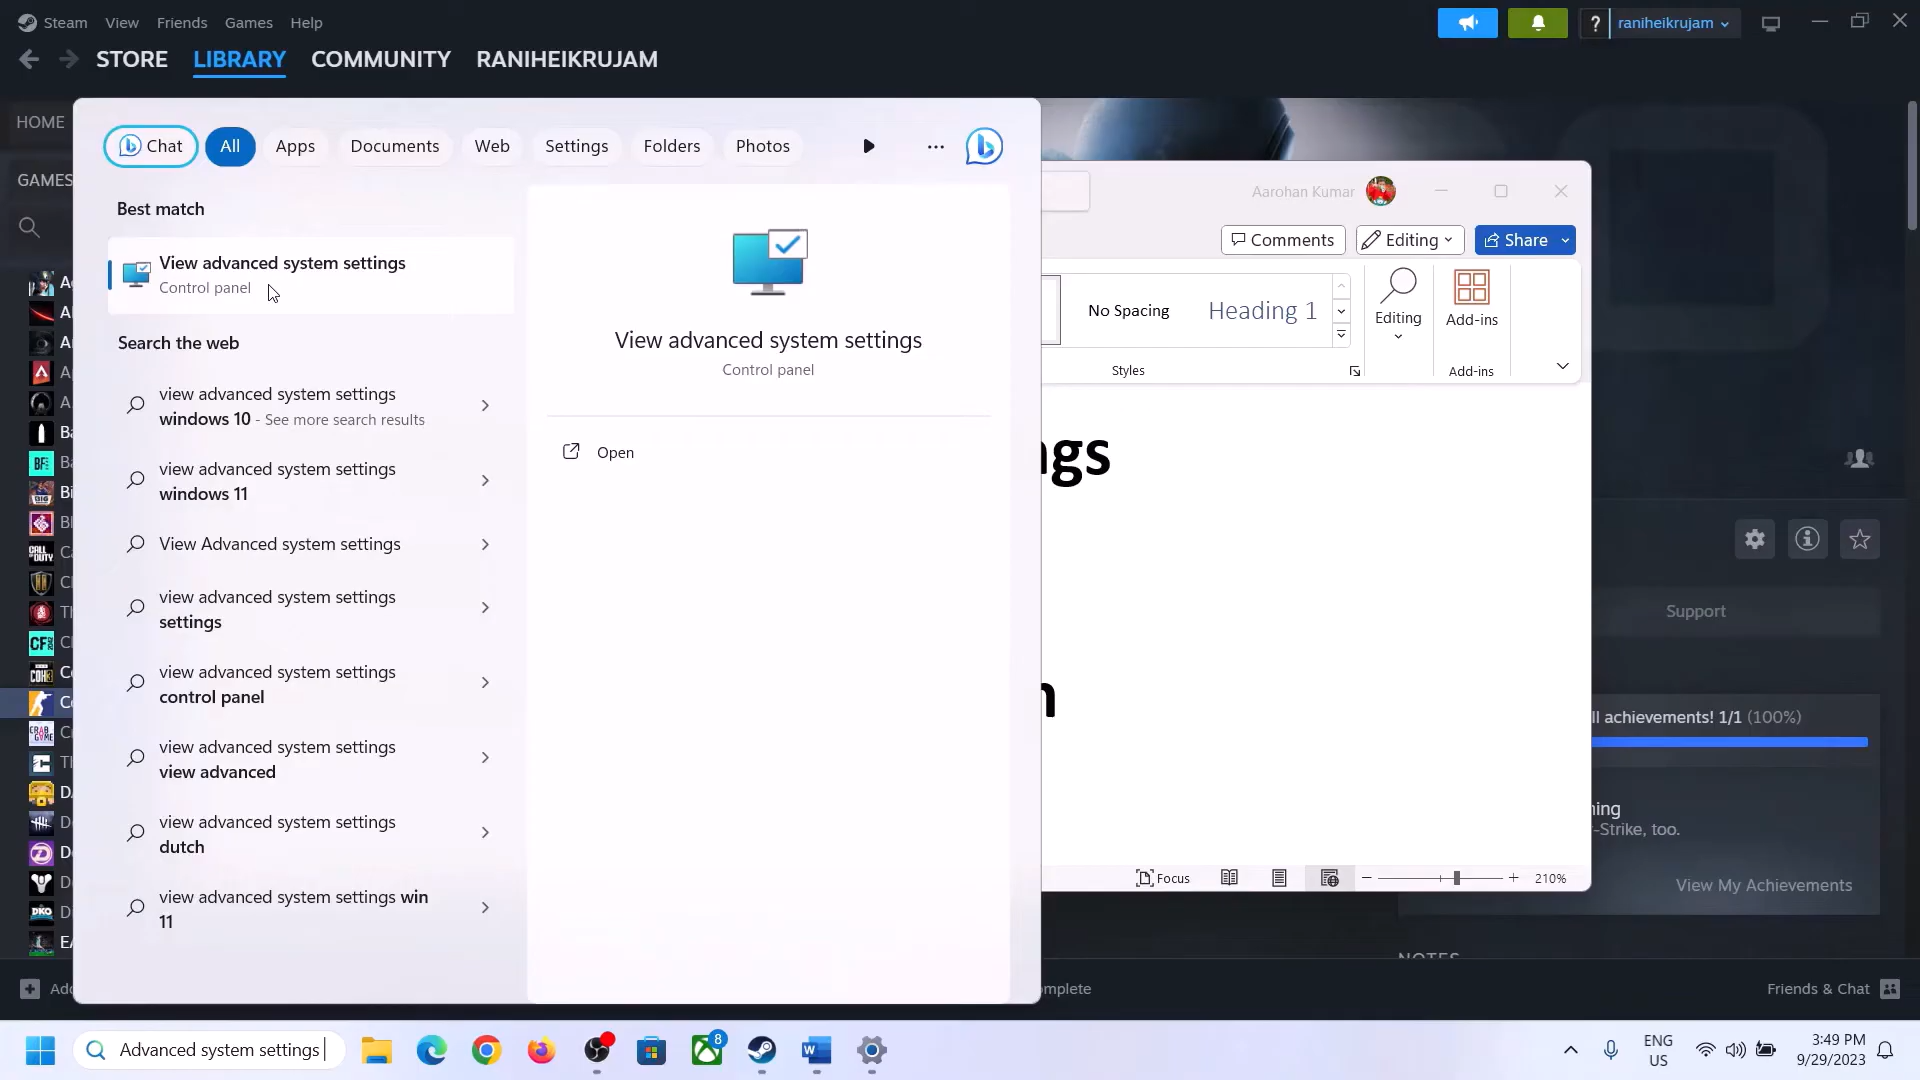 Steam View Friends Games Help
? raniheikrujam
STORE LIBRARY COMMUNITY RANIHEIKRUJAM
HOME
GAMES
Chat All Apps Documents Web Settings Folders Photos
Best match
View advanced system settings
Control panel
Search the web
view advanced system settings
windows 10 - See more search results
view advanced system settings
windows 11
View Advanced system settings
view advanced system settings
settings
view advanced system settings
control panel
view advanced system settings
view advanced
view advanced system settings
dutch
view advanced system settings win
11
View advanced system settings
Control panel
Open
Aarohan Kumar
Comments Editing Share
No Spacing Heading 1
Editing
Add-ins
Styles
Add-ins
ngs
n
Focus
210%
Support
ll achievements! 1/1 (100%)
ning
-Strike, too.
View My Achievements
NOTES
Add
mplete
Friends & Chat
Advanced system settings
8
ENG
US
3:49 PM
9/29/2023